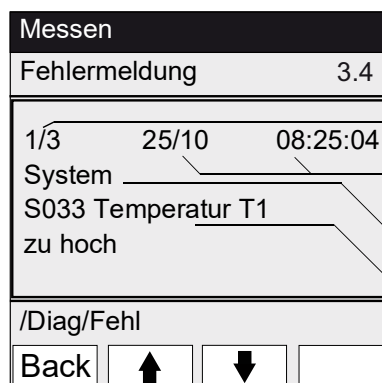 Messen
Fehlermeldung 3.4
1/3 25/10 08:25:04
System
S033 Temperatur T1
zu hoch
/Diag/Fehl
Back